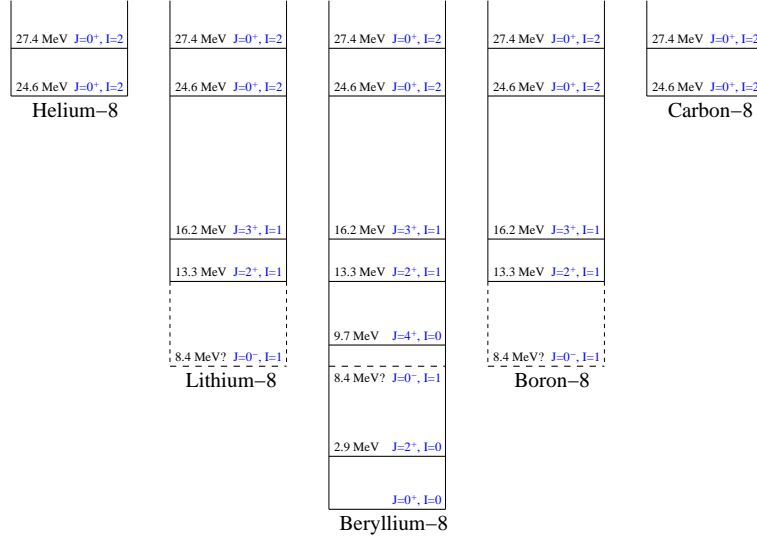 27.4 MeV J=0⁺, I=2
24.6 MeV J=0⁺, I=2
Helium−8
27.4 MeV J=0⁺, I=2
24.6 MeV J=0⁺, I=2
16.2 MeV J=3⁺, I=1
13.3 MeV J=2⁺, I=1
8.4 MeV? J=0⁻, I=1
Lithium−8
27.4 MeV J=0⁺, I=2
24.6 MeV J=0⁺, I=2
16.2 MeV J=3⁺, I=1
13.3 MeV J=2⁺, I=1
9.7 MeV J=4⁺, I=0
8.4 MeV? J=0⁻, I=1
2.9 MeV J=2⁺, I=0
J=0⁺, I=0
Beryllium−8
27.4 MeV J=0⁺, I=2
24.6 MeV J=0⁺, I=2
16.2 MeV J=3⁺, I=1
13.3 MeV J=2⁺, I=1
8.4 MeV? J=0⁻, I=1
Boron−8
27.4 MeV J=0⁺, I=2
24.6 MeV J=0⁺, I=2
Carbon−8